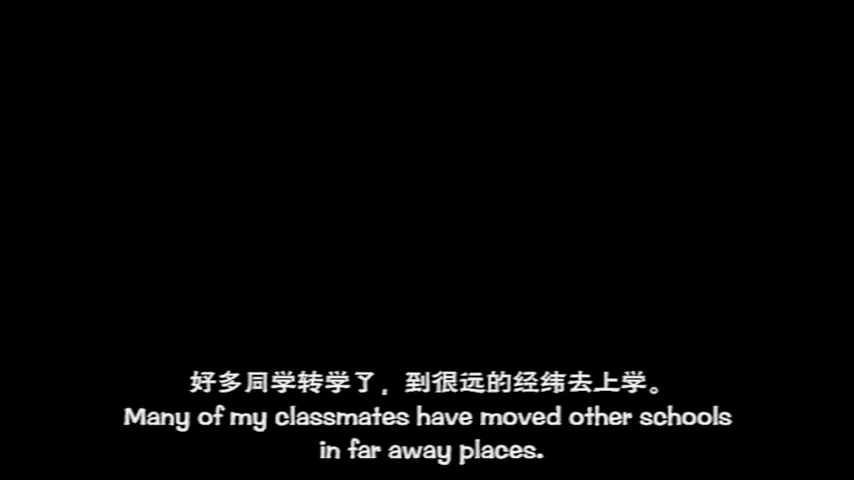 好多同学转学了，到很远的经纬去上学。
Many of my classmates have moved other schools
in far away places.